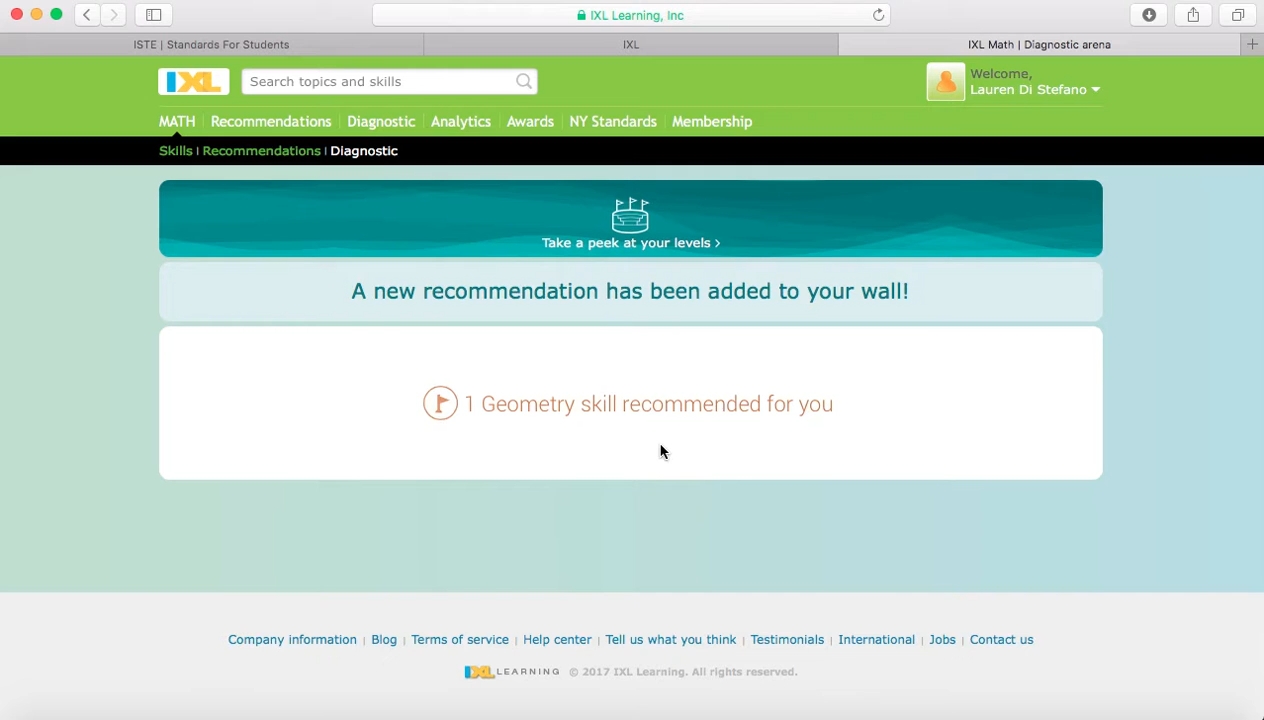 IXL Learning, Inc
ISTE | Standards For Students
IXL
IXL Math | Diagnostic arena
IXL
Search topics and skills
Welcome,
Lauren Di Stefano
MATH Recommendations Diagnostic Analytics Awards NY Standards Membership
Skills | Recommendations | Diagnostic
Take a peek at your levels >
A new recommendation has been added to your wall!
1 Geometry skill recommended for you
Company information | Blog | Terms of service | Help center | Tell us what you think | Testimonials | International | Jobs | Contact us
IXL LEARNING © 2017 IXL Learning. All rights reserved.